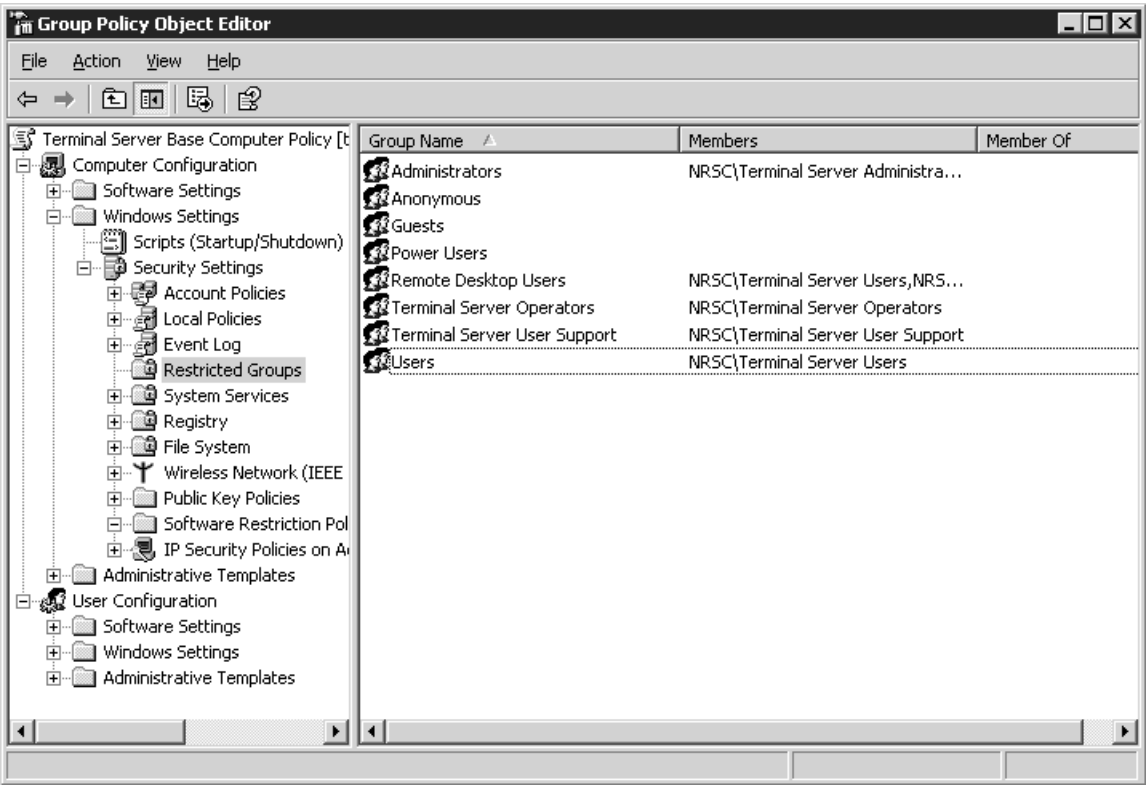 Group Policy Object Editor
File Action View Help
Terminal Server Base Computer Policy [t
Computer Configuration
Software Settings
Windows Settings
Scripts (Startup/Shutdown)
Security Settings
Account Policies
Local Policies
Event Log
Restricted Groups
System Services
Registry
File System
Wireless Network (IEEE
Public Key Policies
Software Restriction Pol
IP Security Policies on A
Administrative Templates
User Configuration
Software Settings
Windows Settings
Administrative Templates
Group Name Members Member Of
Administrators NRSC\Terminal Server Administra...
Anonymous
Guests
Power Users
Remote Desktop Users NRSC\Terminal Server Users,NRS...
Terminal Server Operators NRSC\Terminal Server Operators
Terminal Server User Support NRSC\Terminal Server User Support
Users NRSC\Terminal Server Users